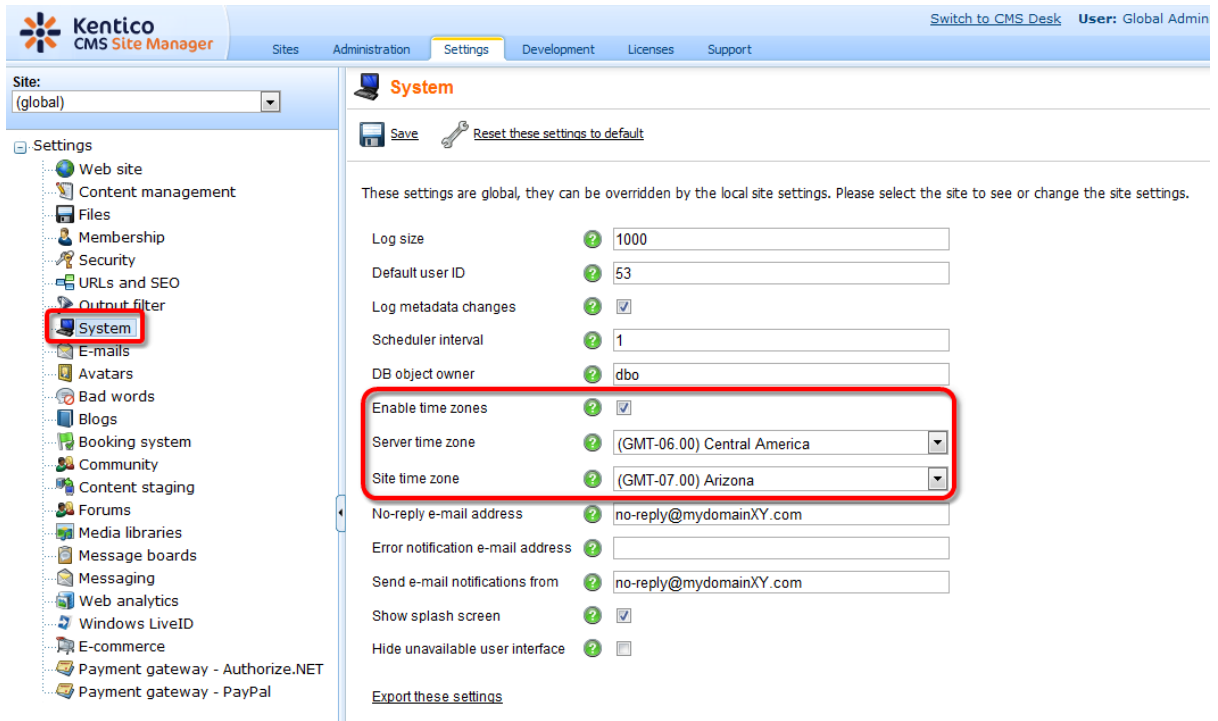 Kentico
CMS Site Manager
Switch to CMS Desk User: Global Admin
Sites Administration Settings Development Licenses Support
Site:
(global)
Settings
Web site
Content management
Files
Membership
Security
URLs and SEO
Output filter
System
E-mails
Avatars
Bad words
Blogs
Booking system
Community
Content staging
Forums
Media libraries
Message boards
Messaging
Web analytics
Windows LiveID
E-commerce
Payment gateway - Authorize.NET
Payment gateway - PayPal
System
Save Reset these settings to default
These settings are global, they can be overridden by the local site settings. Please select the site to see or change the site settings.
Log size 1000
Default user ID 53
Log metadata changes
Scheduler interval 1
DB object owner dbo
Enable time zones
Server time zone (GMT-06.00) Central America
Site time zone (GMT-07.00) Arizona
No-reply e-mail address no-reply@mydomainXY.com
Error notification e-mail address
Send e-mail notifications from no-reply@mydomainXY.com
Show splash screen
Hide unavailable user interface
Export these settings